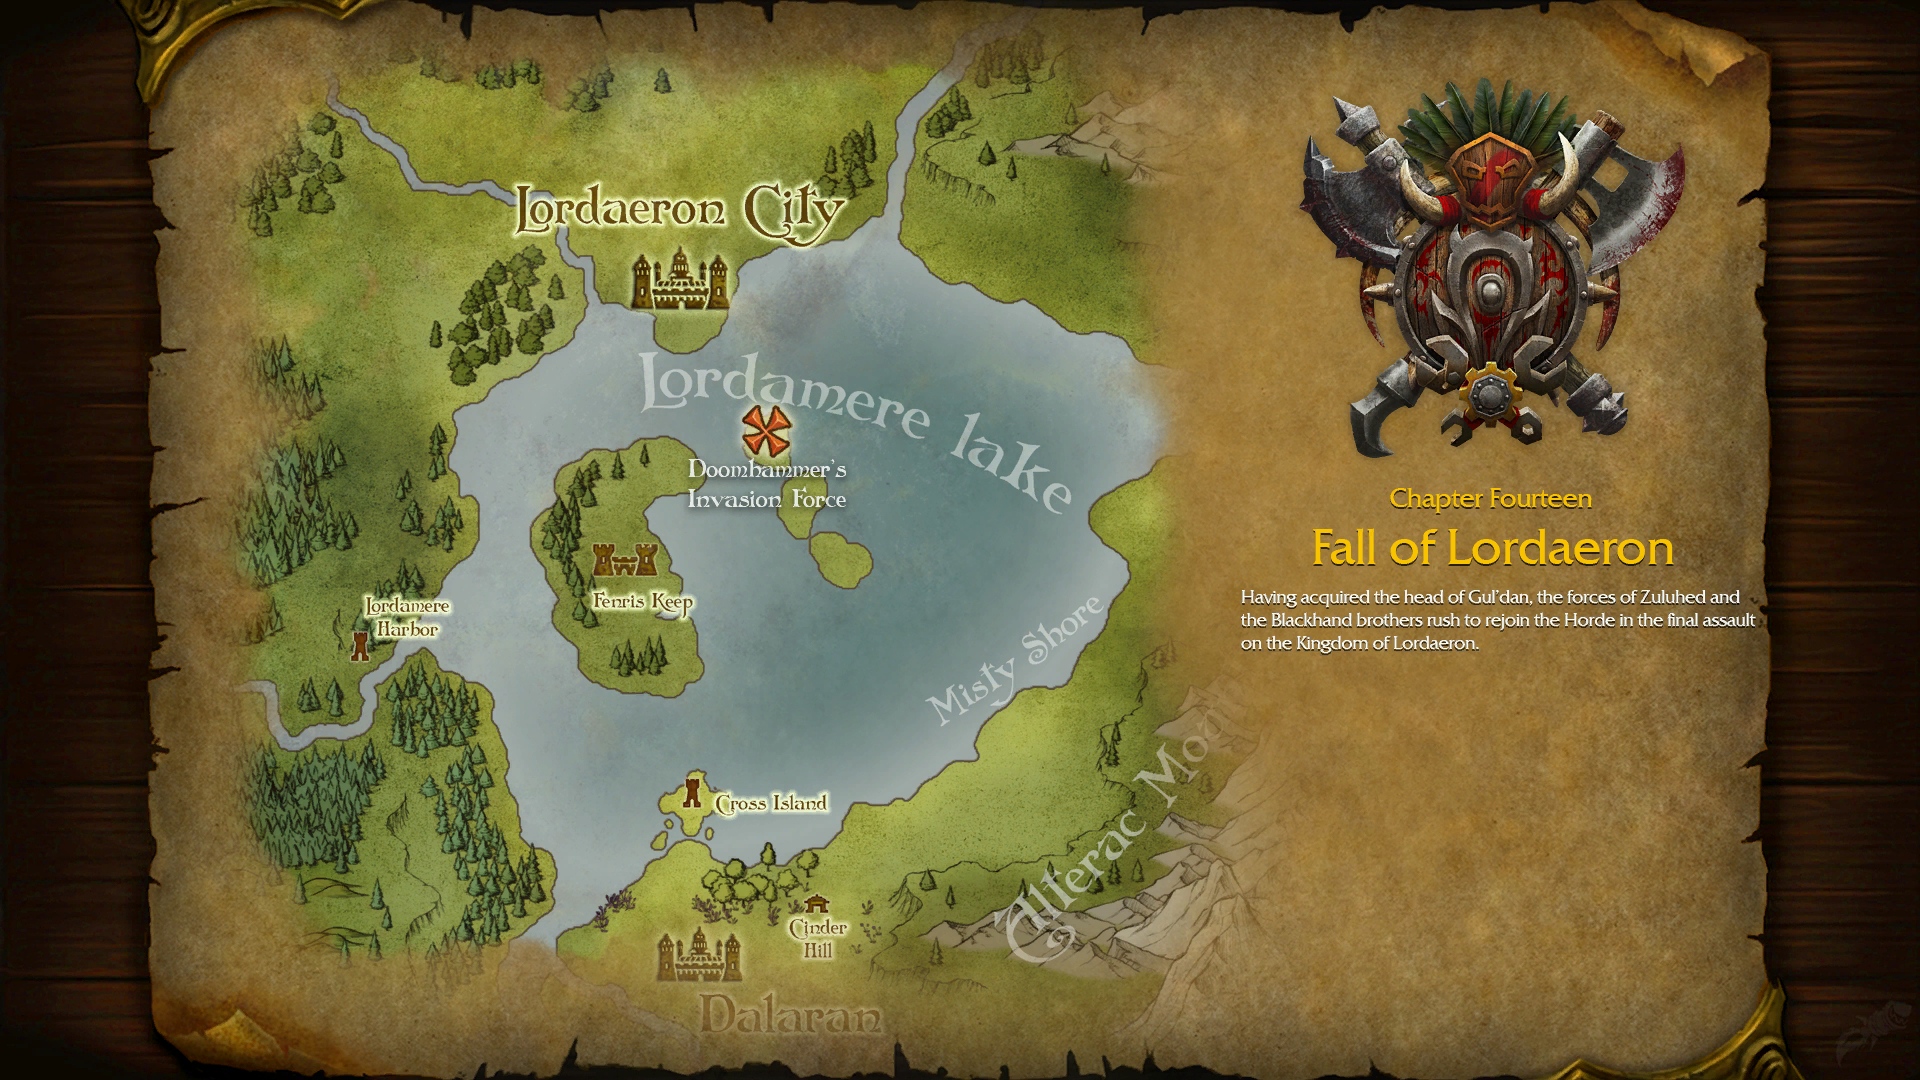 Lordaeron City
Lordamere lake
Doomhammer's
Invasion Force
Fenris Keep
Lordamere
Harbor
Misty Shore
Cross Island
Alterac
Cinder
Hill
Dalaran
Chapter Fourteen
Fall of Lordaeron
Having acquired the head of Gul'dan, the forces of Zuluhed and
the Blackhand brothers rush to rejoin the Horde in the final assault
on the Kingdom of Lordaeron.